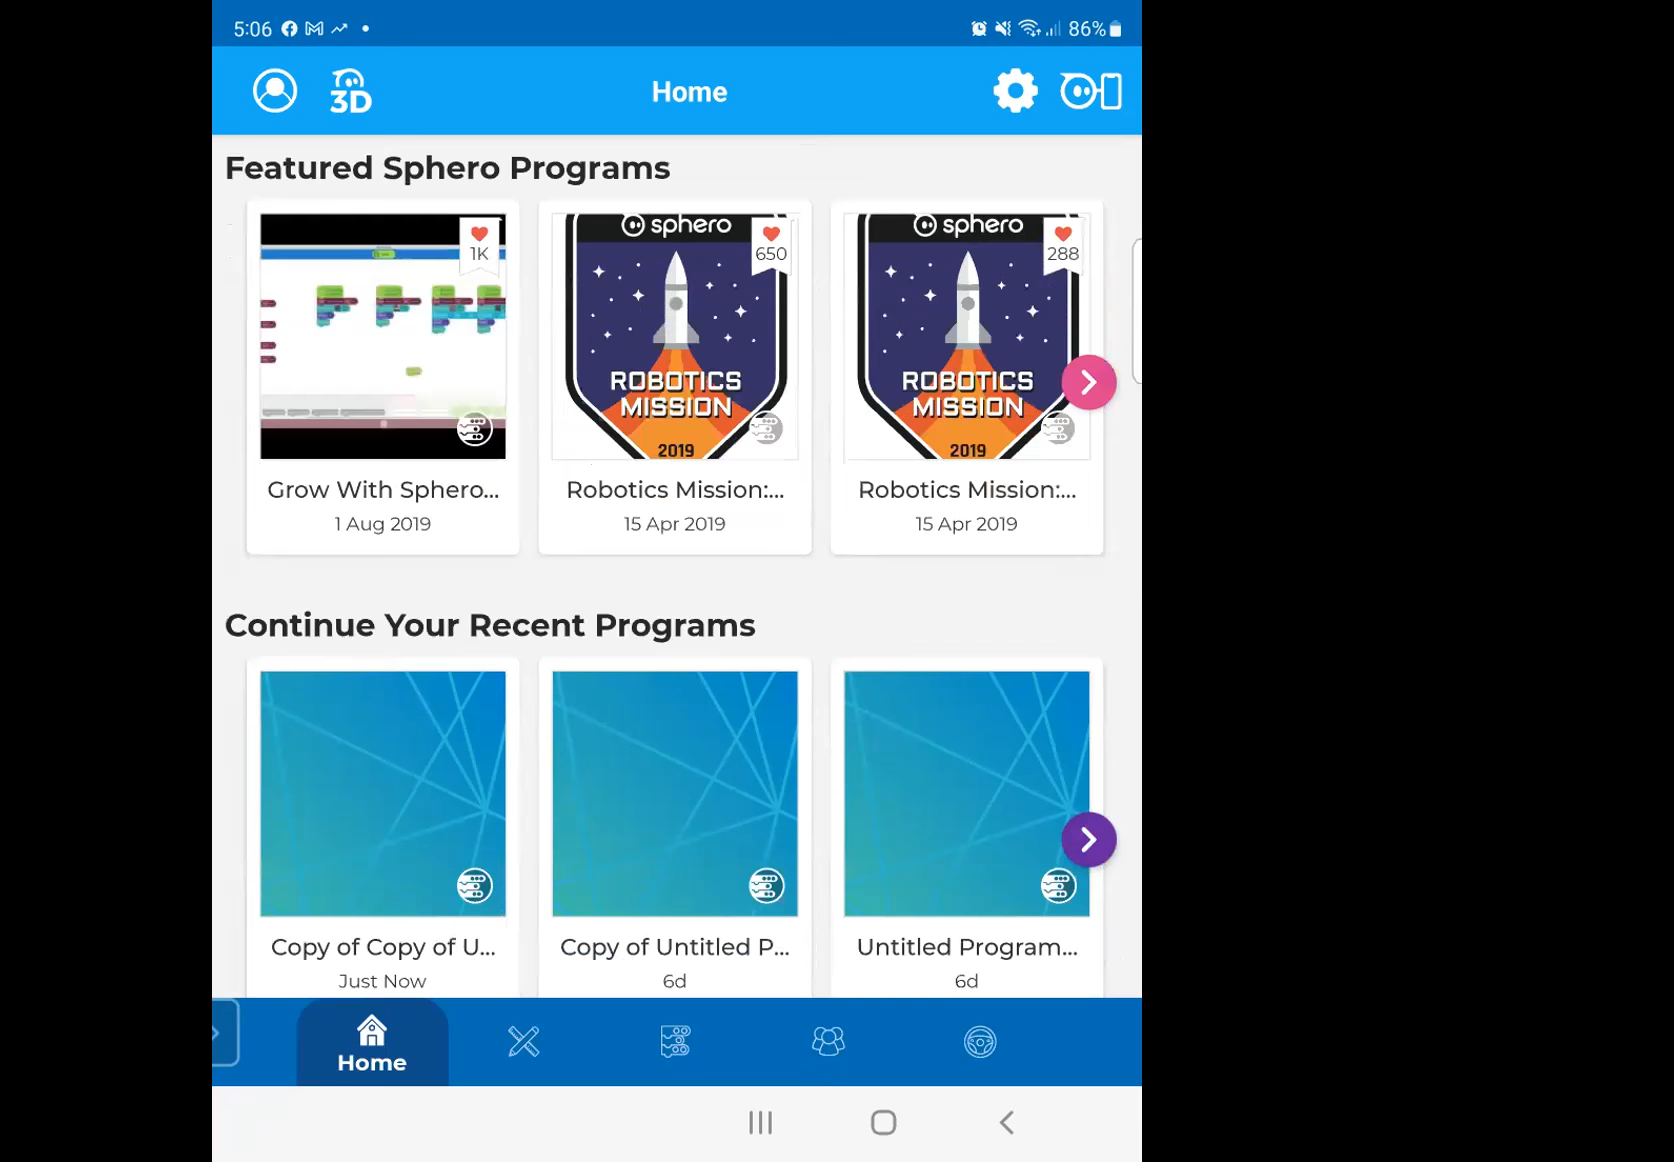 5:06
86%
3D
Home
Featured Sphero Programs
1K
sphero
650
ROBOTICS
MISSION
2019
sphero
288
ROBOTICS
MISSION
2019
Grow With Sphero...
1 Aug 2019
Robotics Mission:...
15 Apr 2019
Robotics Mission:...
15 Apr 2019
Continue Your Recent Programs
Copy of Copy of U...
Just Now
Copy of Untitled P...
6d
Untitled Program...
6d
Home